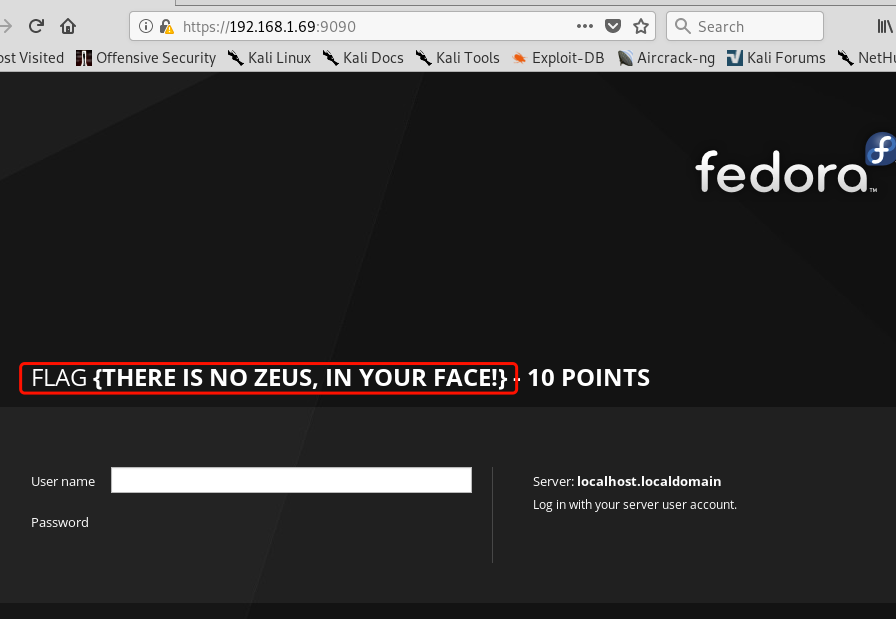 https://192.168.1.69:9090
Search
ost Visited Offensive Security Kali Linux Kali Docs Kali Tools Exploit-DB Aircrack-ng Kali Forums NetHu
fedora™
FLAG {THERE IS NO ZEUS, IN YOUR FACE!} - 10 POINTS
User name
Password
Server: localhost.localdomain
Log in with your server user account.